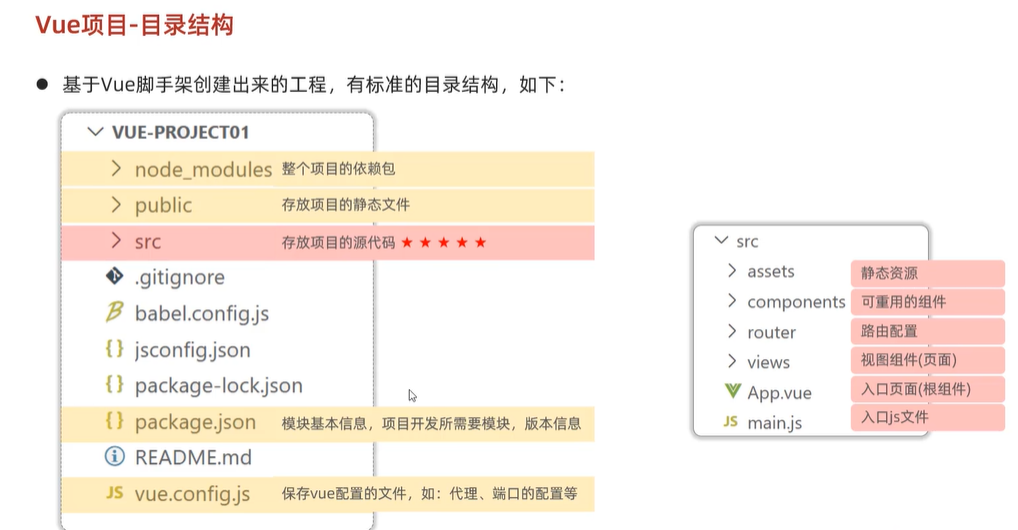 Vue项目-目录结构
● 基于Vue脚手架创建出来的工程，有标准的目录结构，如下：
VUE-PROJECT01
node_modules 整个项目的依赖包
public 存放项目的静态文件
src 存放项目的源代码 ★ ★ ★ ★ ★
.gitignore
babel.config.js
jsconfig.json
package-lock.json
package.json 模块基本信息，项目开发所需要模块，版本信息
README.md
JS vue.config.js 保存vue配置的文件，如：代理、端口的配置等
src
assets 静态资源
components 可重用的组件
router 路由配置
views 视图组件(页面)
App.vue 入口页面(根组件)
JS main.js 入口js文件